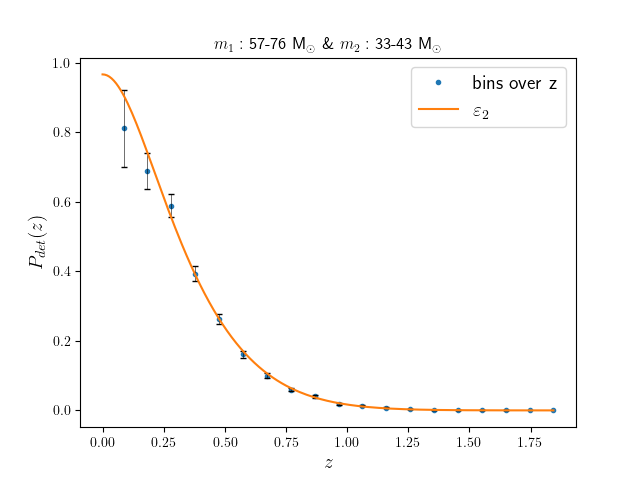 m₁ : 57-76 M☉ & m₂ : 33-43 M☉
bins over z
ε₂
P_det(z)
1.0
0.8
0.6
0.4
0.2
0.0
0.00 0.25 0.50 0.75 1.00 1.25 1.50 1.75
z